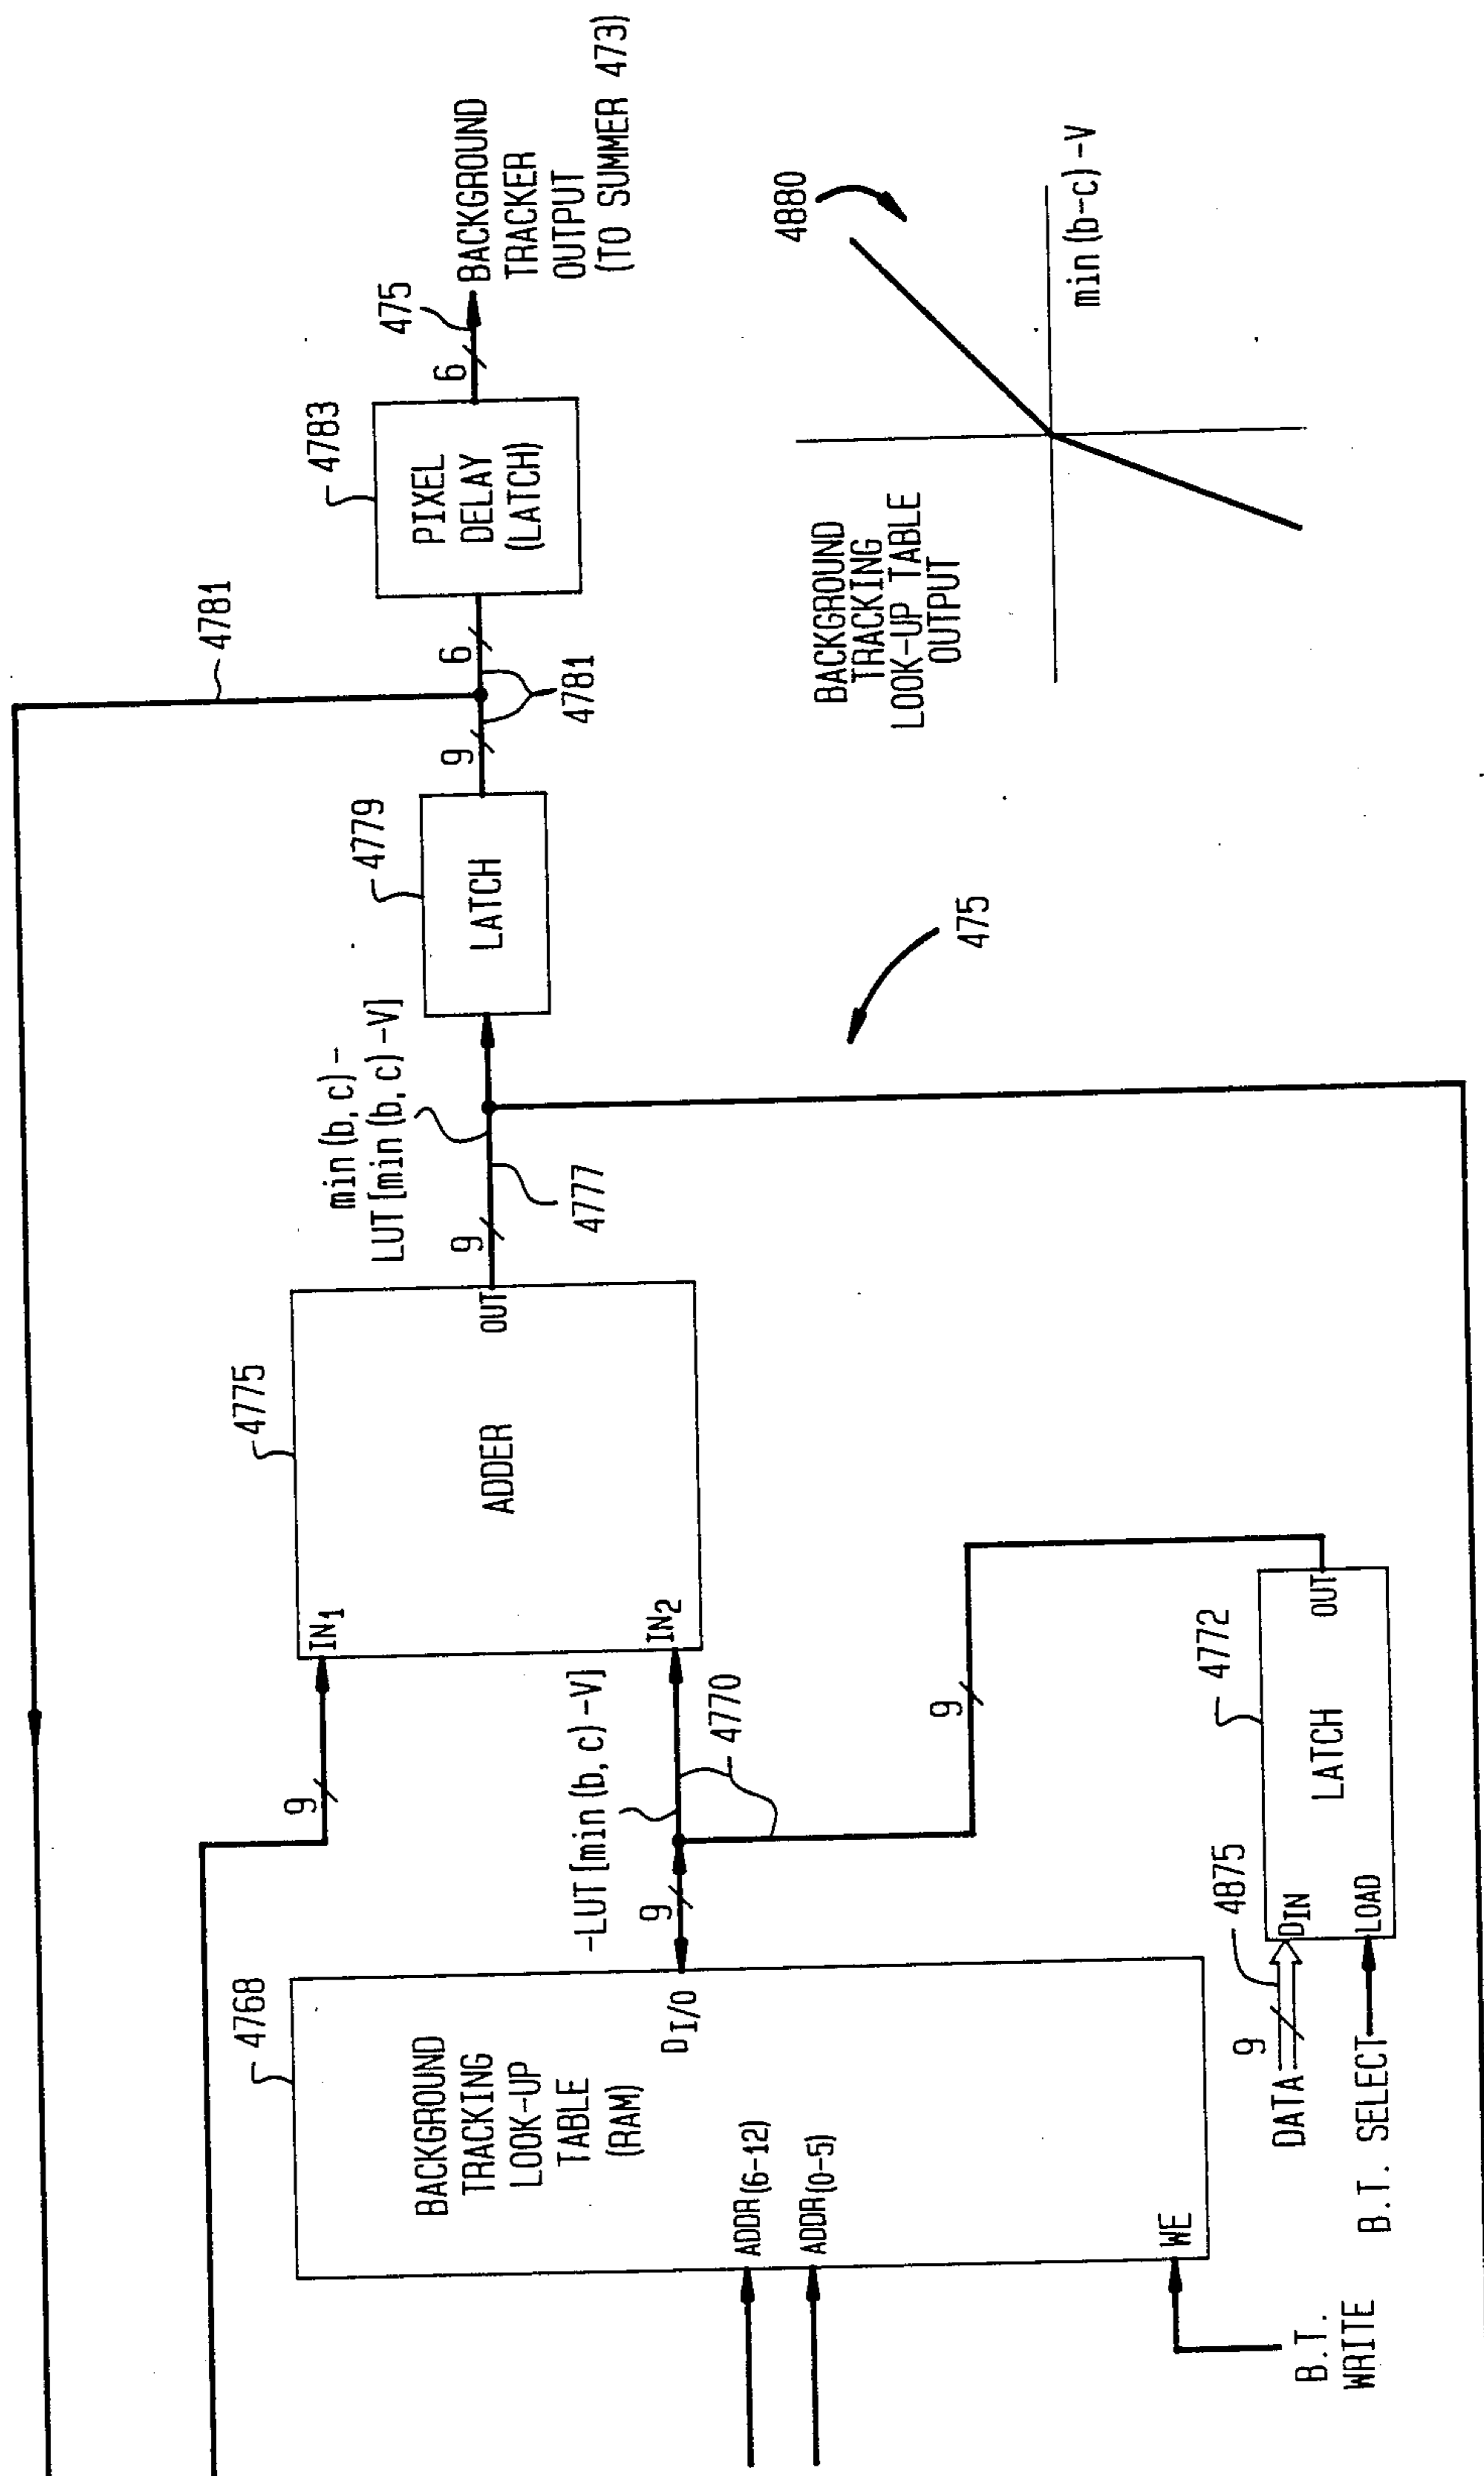 4781
4775
4779
4783
475
IN1
IN2
ADDER
OUT
9
9
min (b, c) -
LUT [min (b, c) -V]
4777
LATCH
9
6
4781
PIXEL
DELAY
(LATCH)
6
BACKGROUND
TRACKER
OUTPUT
(TO SUMMER 473)
4768
BACKGROUND
TRACKING
LOOK-UP
TABLE
(RAM)
DI/O
ADDR(6-12)
ADDR(0-5)
WE
B.T.
WRITE
9
-LUT [min (b, c) -V]
4770
9
475
4772
4875
9
DATA
DIN
LATCH
OUT
LOAD
B.T. SELECT
BACKGROUND
TRACKING
LOOK-UP TABLE
OUTPUT
4880
min (b-c) -V